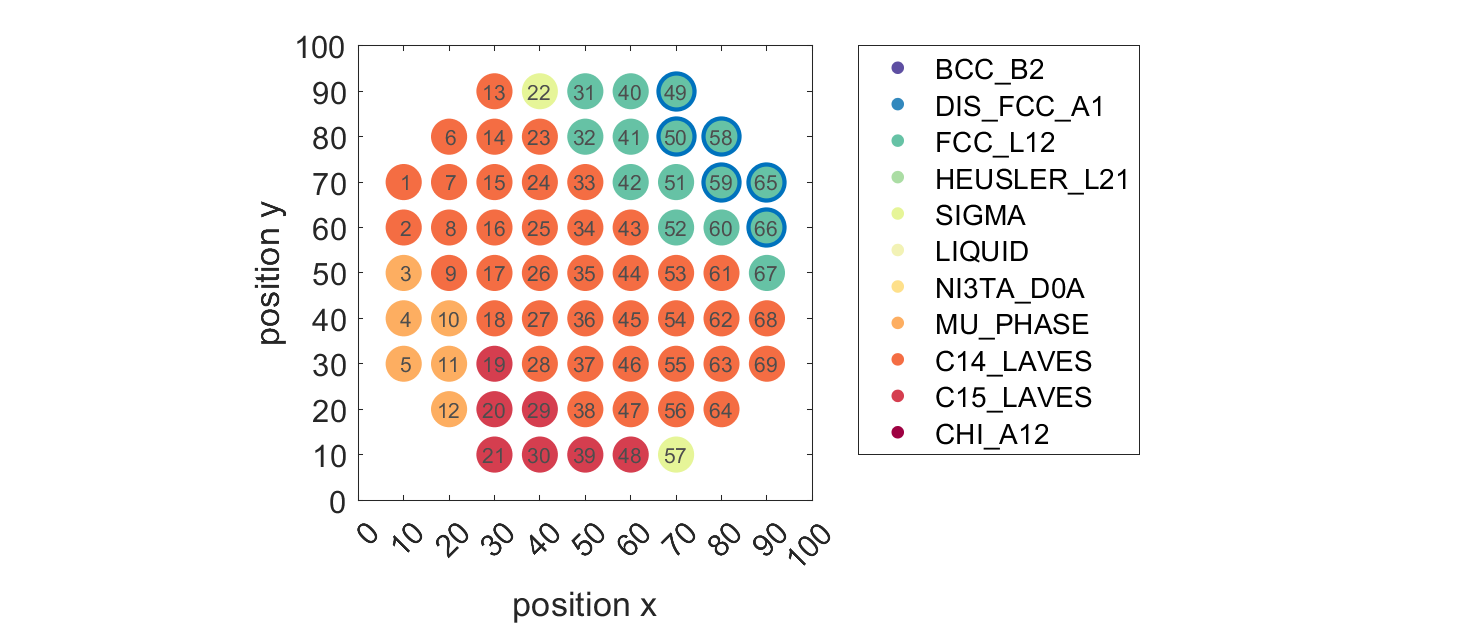 100
90
80
70
60
50
40
30
20
10
0
13 22 31 40 49
6 14 23 32 41 50 58
1 7 15 24 33 42 51 59 65
2 8 16 25 34 43 52 60 66
3 9 17 26 35 44 53 61 67
4 10 18 27 36 45 54 62 68
5 11 19 28 37 46 55 63 69
12 20 29 38 47 56 64
21 30 39 48 57
0 10 20 30 40 50 60 70 80 90 100
position x
position y
BCC_B2
DIS_FCC_A1
FCC_L12
HEUSLER_L21
SIGMA
LIQUID
NI3TA_D0A
MU_PHASE
C14_LAVES
C15_LAVES
CHI_A12